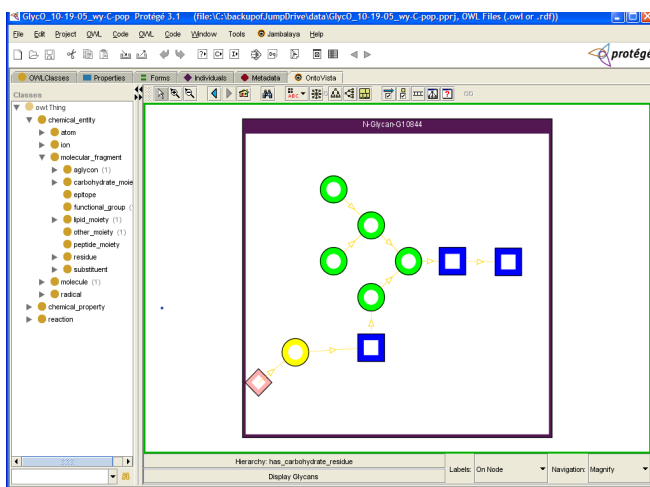 GlycO_10-19-05_wy-C-pop Protégé 3.1 (file:\C:\backupofJumpDrive\data\GlycO_10-19-05_wy-C-pop.pprj, OWL Files (.owl or .rdf))
File Edit Project OWL Code OWL Code Window Tools Jambalaya Help
protégé
OWLClasses Properties Forms Individuals Metadata OntoVista
Classes
owl:Thing
chemical_entity
atom
ion
molecular_fragment
aglycon (1)
carbohydrate_moie
epitope
functional_group (
lipid_moiety (1)
other_moiety (1)
peptide_moiety
residue
substituent
molecule (1)
radical
chemical_property
reaction
N-Glycan-G10844
Hierarchy: has_carbohydrate_residue
Display Glycans
Labels: On Node
Navigation: Magnify